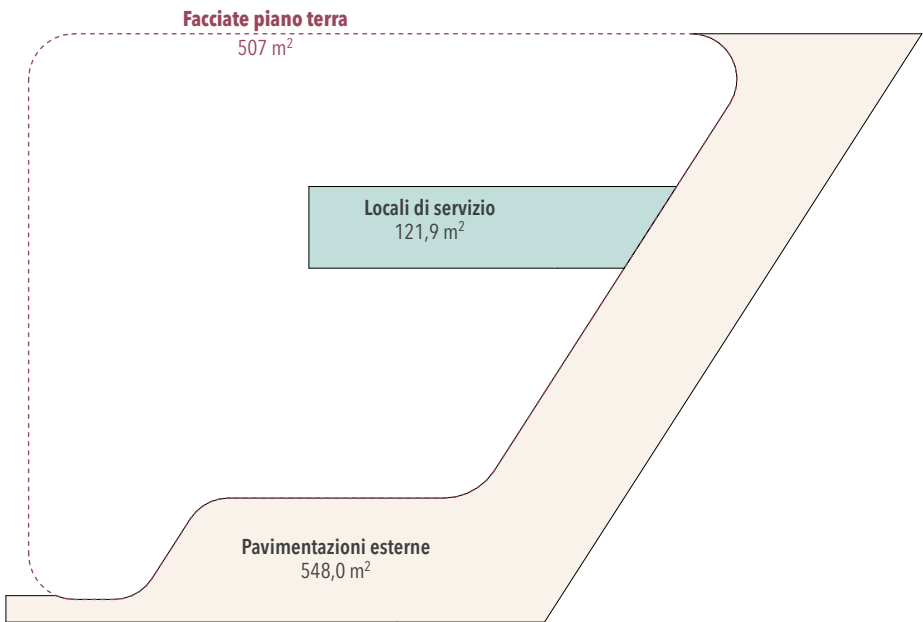 Facciate piano terra
507 m²
Locali di servizio
121,9 m²
Pavimentazioni esterne
548,0 m²